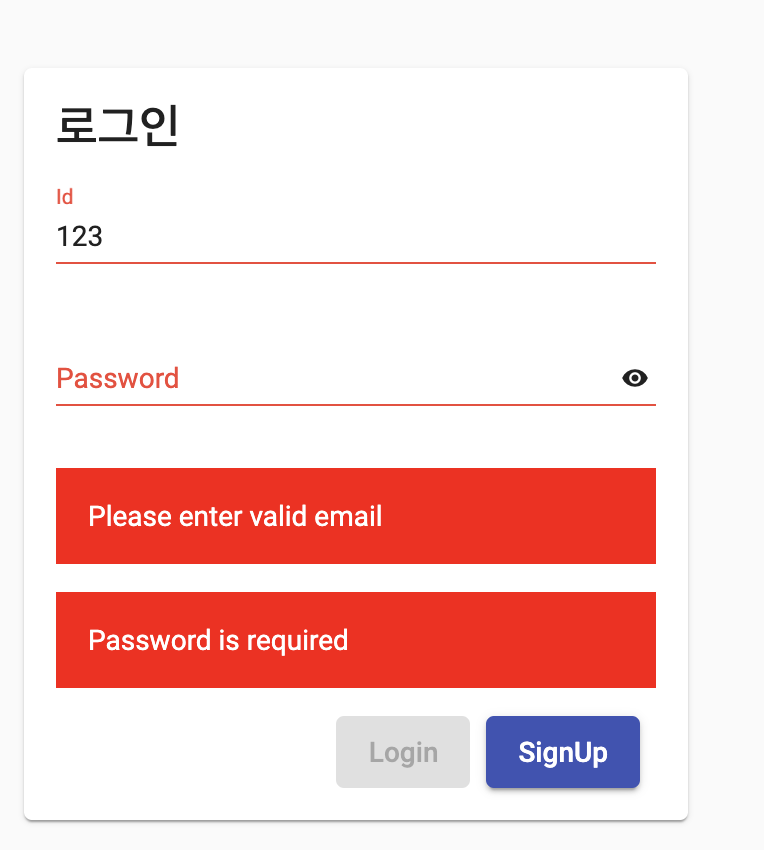 로그인
Id
123
Password
Please enter valid email
Password is required
Login SignUp